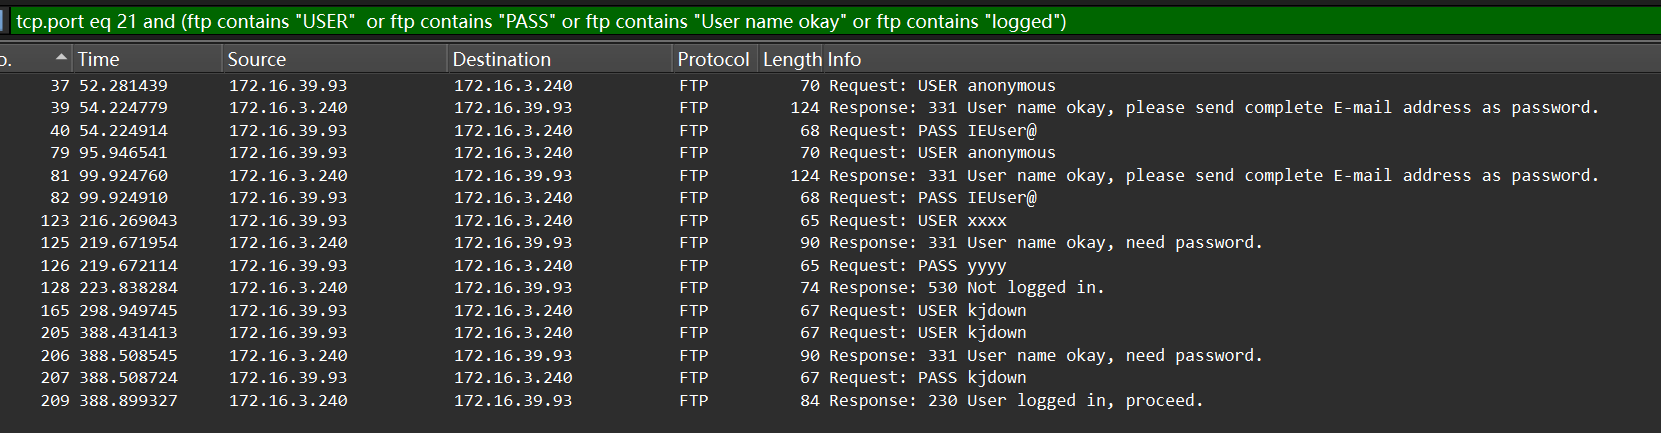 tcp.port eq 21 and (ftp contains "USER"  or ftp contains "PASS" or ftp contains "User name okay" or ftp contains "logged")
o. Time Source Destination Protocol Length Info
37 52.281439 172.16.39.93 172.16.3.240 FTP 70 Request: USER anonymous
39 54.224779 172.16.3.240 172.16.39.93 FTP 124 Response: 331 User name okay, please send complete E-mail address as password.
40 54.224914 172.16.39.93 172.16.3.240 FTP 68 Request: PASS IEUser@
79 95.946541 172.16.39.93 172.16.3.240 FTP 70 Request: USER anonymous
81 99.924760 172.16.3.240 172.16.39.93 FTP 124 Response: 331 User name okay, please send complete E-mail address as password.
82 99.924910 172.16.39.93 172.16.3.240 FTP 68 Request: PASS IEUser@
123 216.269043 172.16.39.93 172.16.3.240 FTP 65 Request: USER xxxx
125 219.671954 172.16.3.240 172.16.39.93 FTP 90 Response: 331 User name okay, need password.
126 219.672114 172.16.39.93 172.16.3.240 FTP 65 Request: PASS yyyy
128 223.838284 172.16.3.240 172.16.39.93 FTP 74 Response: 530 Not logged in.
165 298.949745 172.16.39.93 172.16.3.240 FTP 67 Request: USER kjdown
205 388.431413 172.16.39.93 172.16.3.240 FTP 67 Request: USER kjdown
206 388.508545 172.16.3.240 172.16.39.93 FTP 90 Response: 331 User name okay, need password.
207 388.508724 172.16.39.93 172.16.3.240 FTP 67 Request: PASS kjdown
209 388.899327 172.16.3.240 172.16.39.93 FTP 84 Response: 230 User logged in, proceed.